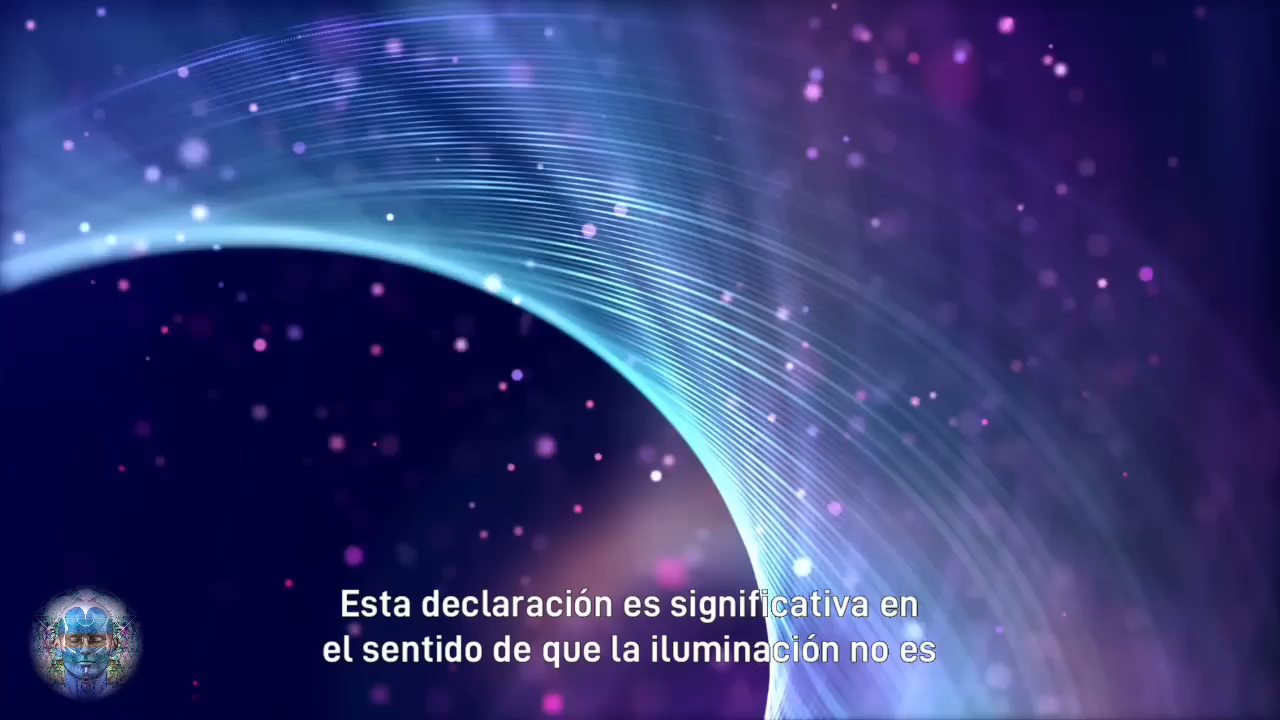 Esta declaración es significativa en
el sentido de que la iluminación no es